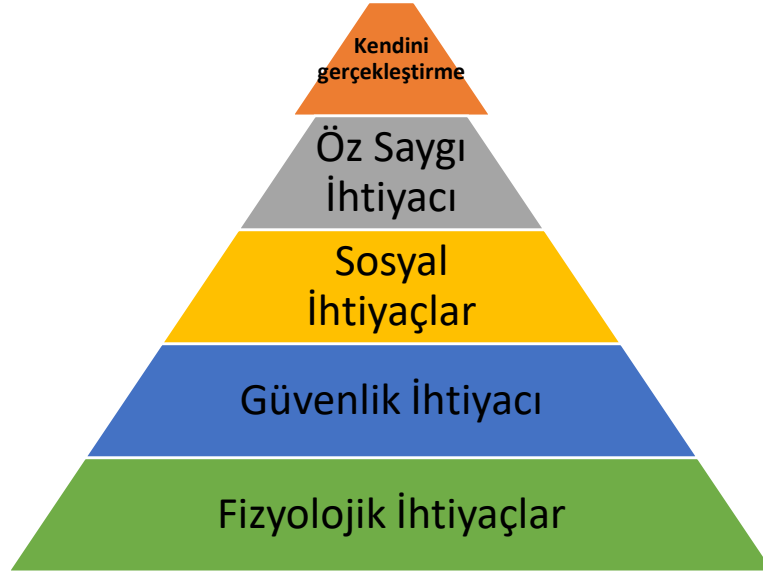 Kendini
gerçekleştirme
Öz Saygı
İhtiyacı
Sosyal
İhtiyaçlar
Güvenlik İhtiyacı
Fizyolojik İhtiyaçlar